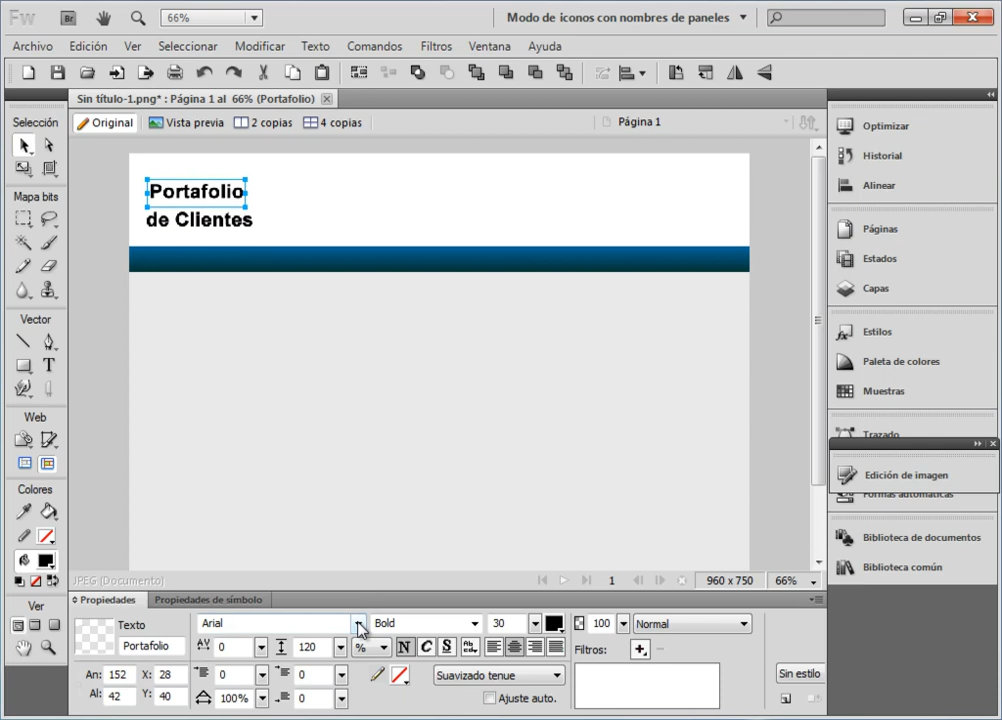 Fw Br 66% Modo de iconos con nombres de paneles
Archivo Edición Ver Seleccionar Modificar Texto Comandos Filtros Ventana Ayuda
Sin título-1.png* : Página 1 al 66% (Portafolio)
Original Vista previa 2 copias 4 copias Página 1
Selección
Mapa bits
Vector
T
Web
Colores
Ver
Portafolio
de Clientes
Optimizar
Historial
Alinear
Páginas
Estados
Capas
Estilos
Paleta de colores
Muestras
Trazado
Edición de imagen
Formas automáticas
Biblioteca de documentos
Biblioteca común
JPEG (Documento) 1 960 x 750 66%
Propiedades Propiedades de símbolo
Texto Arial Bold 30 100 Normal
Portafolio 0 120 % N C S Filtros:
An: 152 X: 28 0 0 Suavizado tenue Sin estilo
Al: 42 Y: 40 100% 0 Ajuste auto.